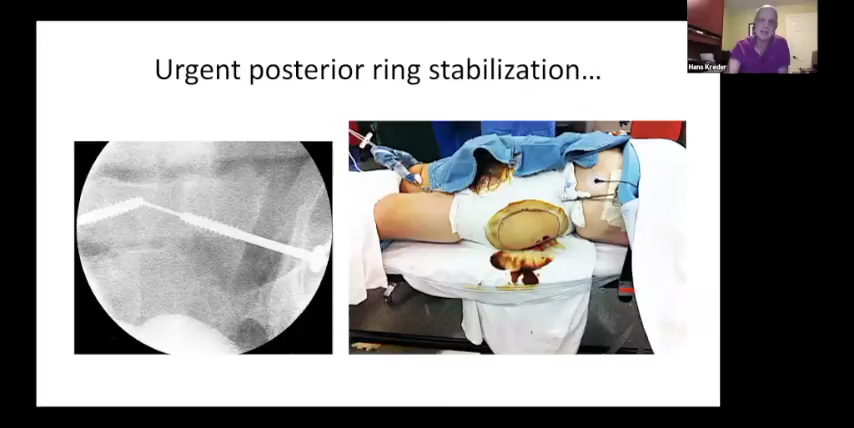 Urgent posterior ring stabilization…
Hans Kreder